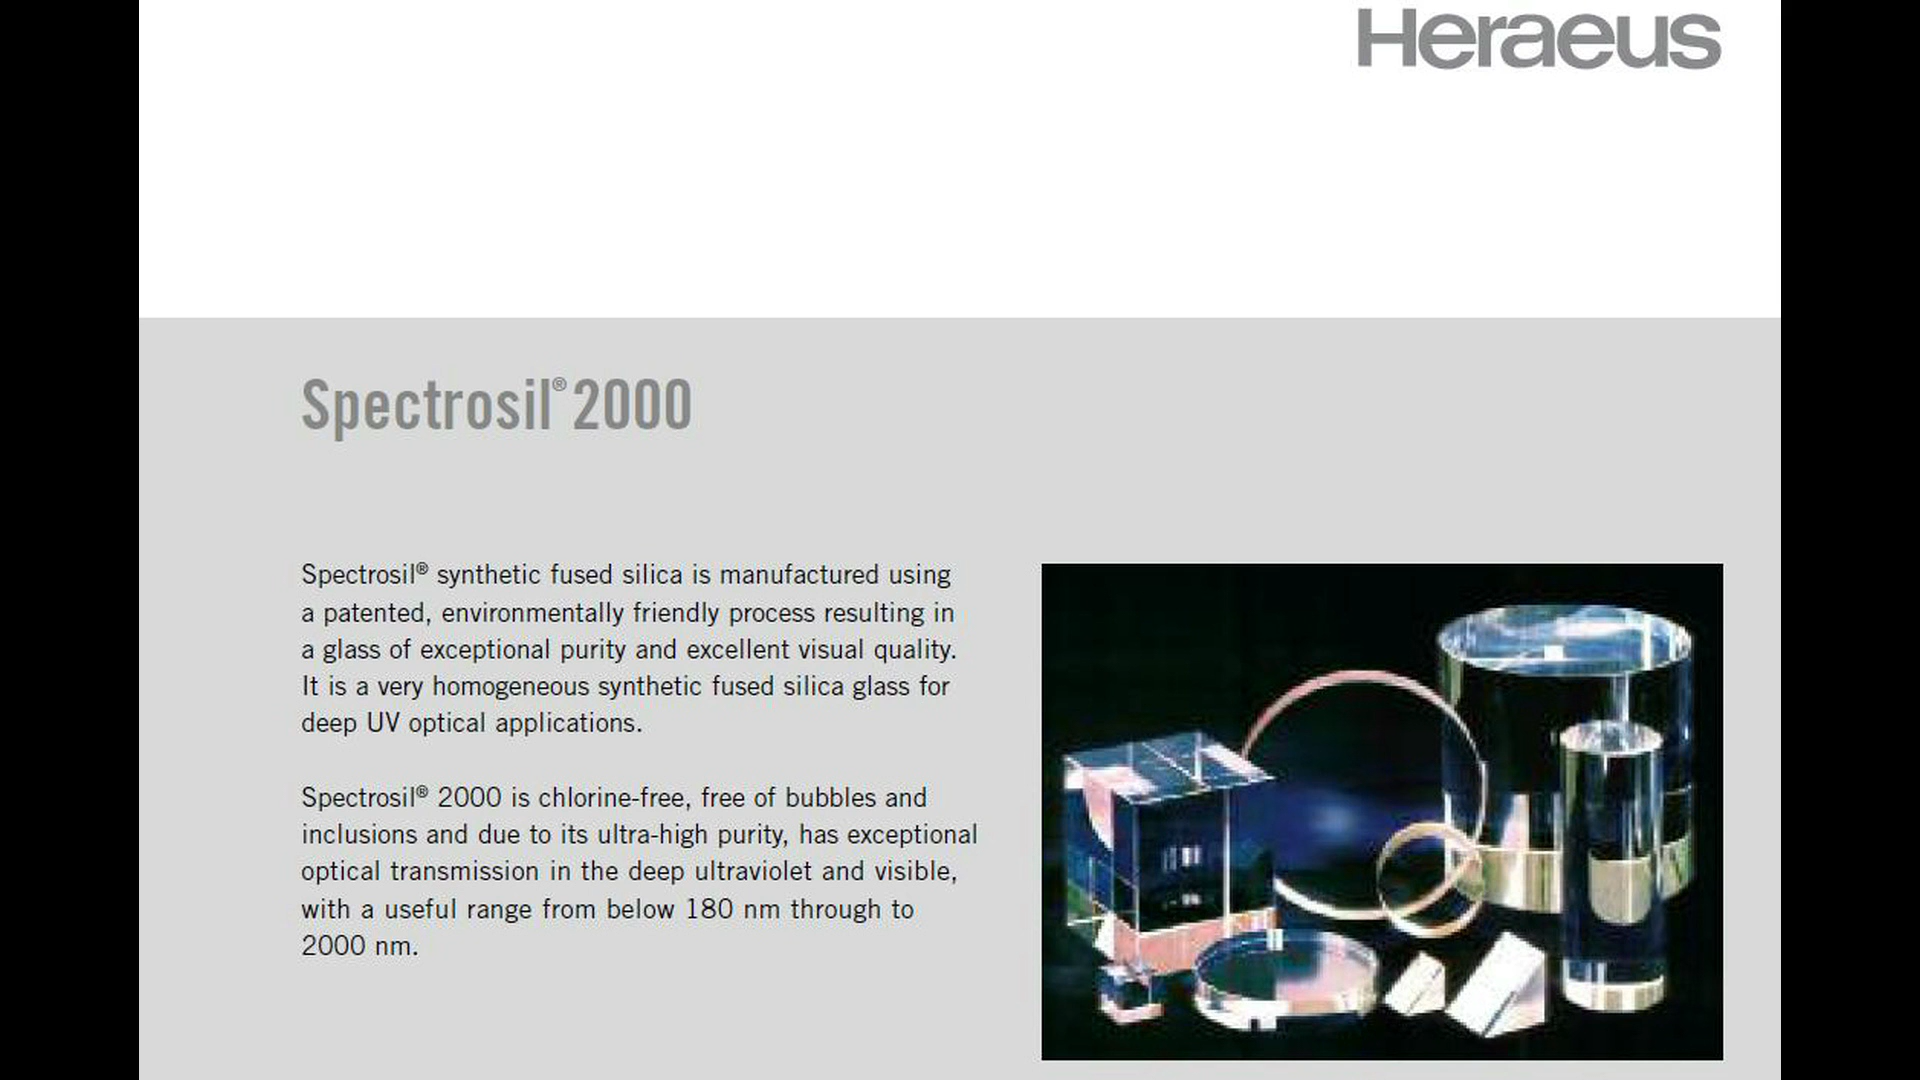 Heraeus
Spectrosil® 2000
Spectrosil® synthetic fused silica is manufactured using
a patented, environmentally friendly process resulting in
a glass of exceptional purity and excellent visual quality.
It is a very homogeneous synthetic fused silica glass for
deep UV optical applications.
Spectrosil® 2000 is chlorine-free, free of bubbles and
inclusions and due to its ultra-high purity, has exceptional
optical transmission in the deep ultraviolet and visible,
with a useful range from below 180 nm through to
2000 nm.